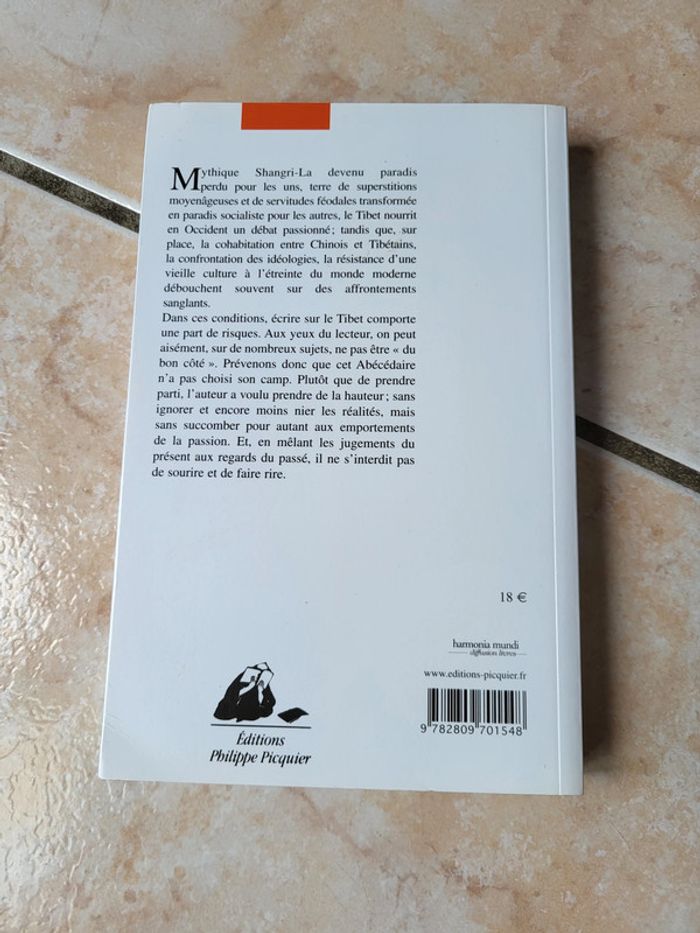 Mythique Shangri-La devenu paradis
perdu pour les uns, terre de superstitions
moyenâgeuses et de servitudes féodales transformée
en paradis socialiste pour les autres, le Tibet nourrit
en Occident un débat passionné ; tandis que, sur
place, la cohabitation entre Chinois et Tibétains,
la confrontation des idéologies, la résistance d'une
vieille culture à l'étreinte du monde moderne
débouchent souvent sur des affrontements
sanglants.
Dans ces conditions, écrire sur le Tibet comporte
une part de risques. Aux yeux du lecteur, on peut
aisément, sur de nombreux sujets, ne pas être « du
bon côté ». Prévenons donc que cet Abécédaire
n'a pas choisi son camp. Plutôt que de prendre
parti, l'auteur a voulu prendre de la hauteur ; sans
ignorer et encore moins nier les réalités, mais
sans succomber pour autant aux emportements
de la passion. Et, en mêlant les jugements du
présent aux regards du passé, il ne s'interdit pas
de sourire et de faire rire.
18 €
harmonia mundi
diffusion livres
www.editions-picquier.fr
9 782809 701548
Éditions
Philippe Picquier